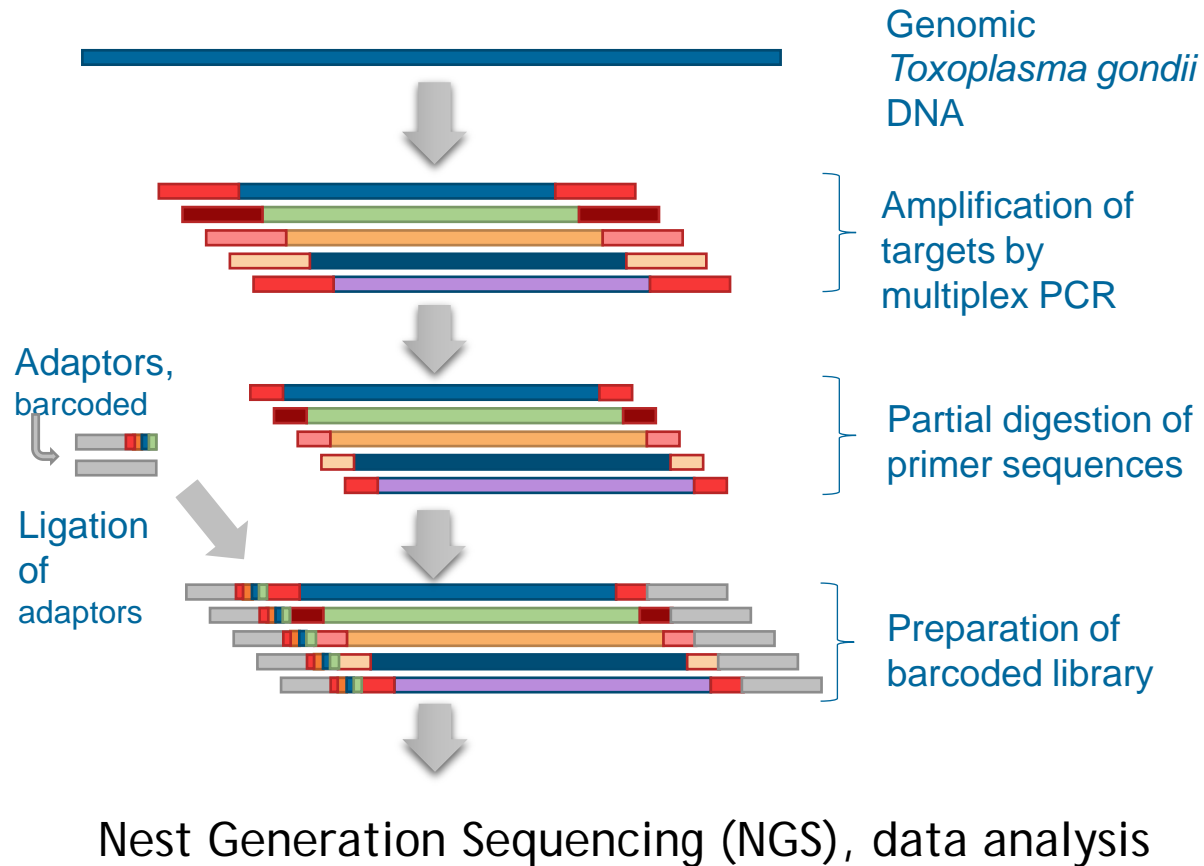 Genomic
Toxoplasma gondii
DNA
Amplification of
targets by
multiplex PCR
Adaptors,
barcoded
Partial digestion of
primer sequences
Ligation
of
adaptors
Preparation of
barcoded library
Nest Generation Sequencing (NGS), data analysis